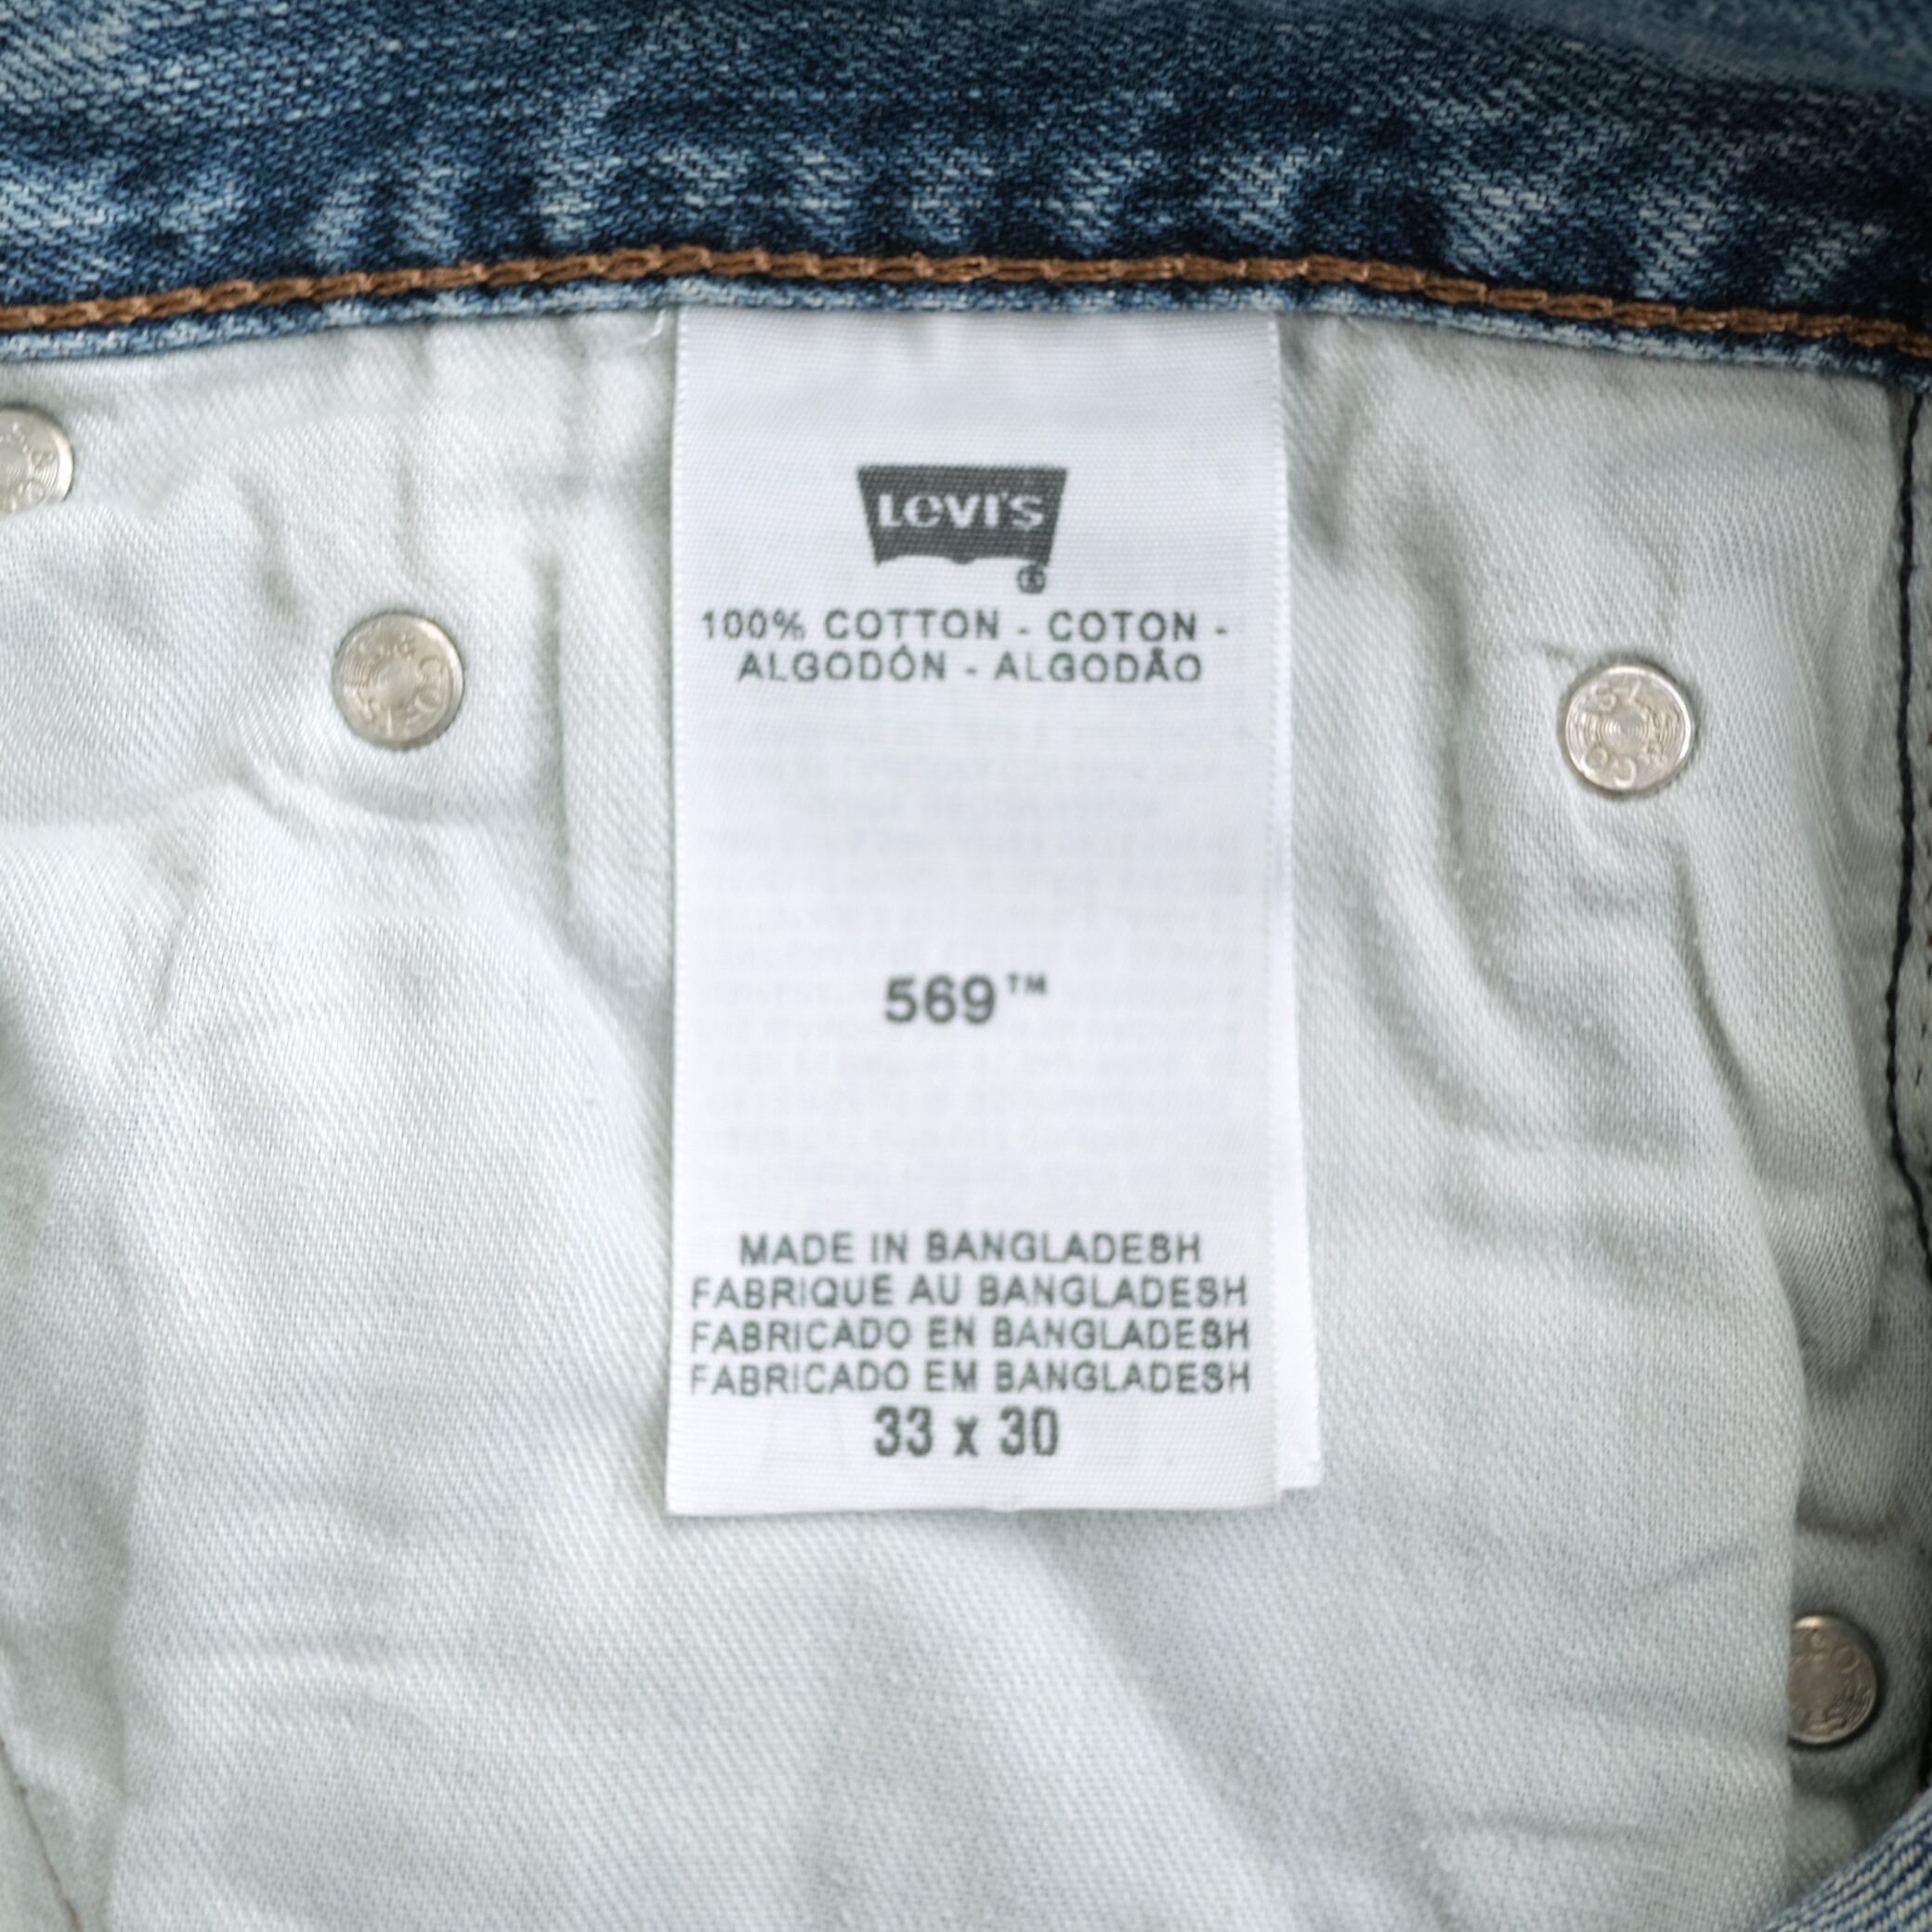 LEVI'S
®
100% COTTON - COTON -
ALGODÓN - ALGODÃO
569™
MADE IN BANGLADESH
FABRIQUE AU BANGLADESH
FABRICADO EN BANGLADESH
FABRICADO EM BANGLADESH
33 x 30